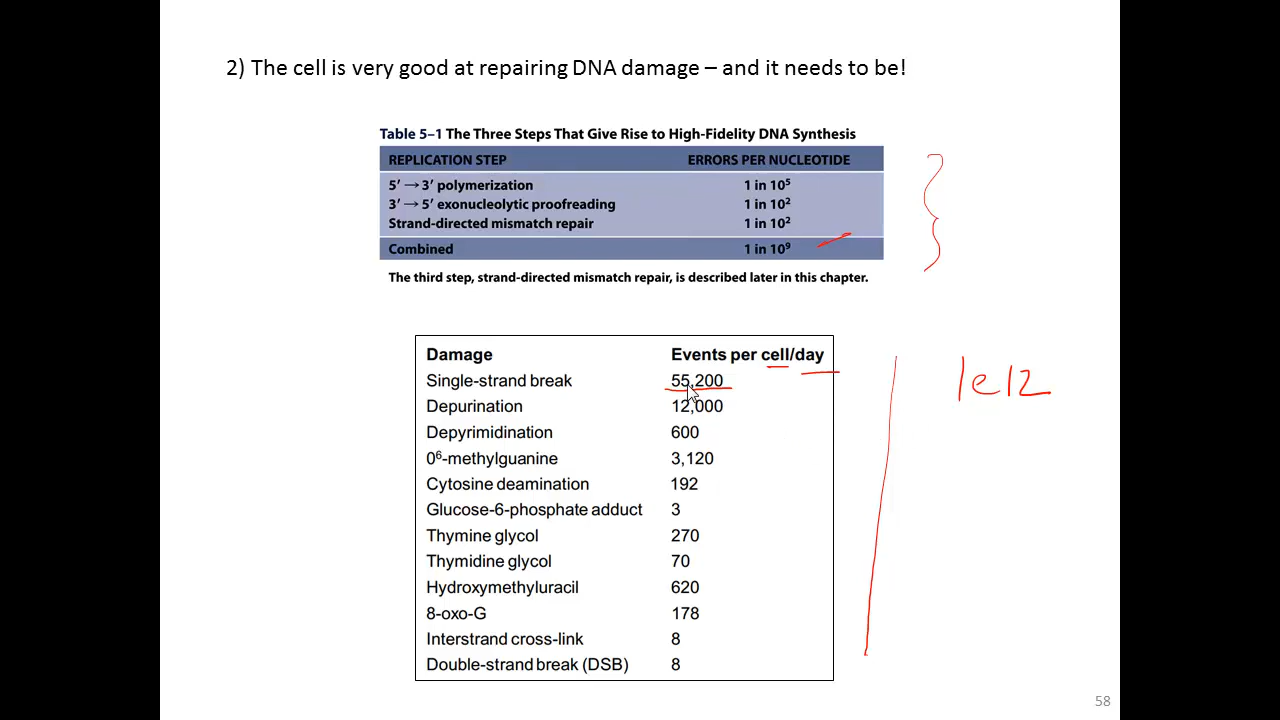 2) The cell is very good at repairing DNA damage – and it needs to be!
Table 5–1 The Three Steps That Give Rise to High-Fidelity DNA Synthesis
REPLICATION STEP ERRORS PER NUCLEOTIDE
5′ → 3′ polymerization 1 in 10⁵
3′ → 5′ exonucleolytic proofreading 1 in 10²
Strand-directed mismatch repair 1 in 10²
Combined 1 in 10⁹
The third step, strand-directed mismatch repair, is described later in this chapter.
Damage Events per cell/day
Single-strand break 55,200
Depurination 12,000
Depyrimidination 600
0⁶-methylguanine 3,120
Cytosine deamination 192
Glucose-6-phosphate adduct 3
Thymine glycol 270
Thymidine glycol 70
Hydroxymethyluracil 620
8-oxo-G 178
Interstrand cross-link 8
Double-strand break (DSB) 8
1e12
58